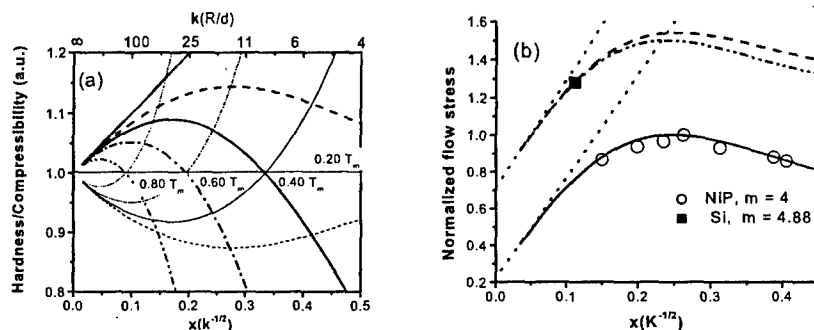 k(R/d)
∞ 100 25 11 6 4
(a)
Hardness/Compressibility (a.u.)
1.2
1.1
1.0
0.9
0.8
0.20 Tm
0.80 Tm
0.60 Tm
0.40 Tm
0.0 0.1 0.2 0.3 0.4 0.5
x(k-1/2)
(b)
Normalized flow stress
1.6
1.4
1.2
1.0
0.8
0.6
0.4
0.2
NiP, m = 4
Si, m = 4.88
0.0 0.1 0.2 0.3 0.4
x(K-1/2)